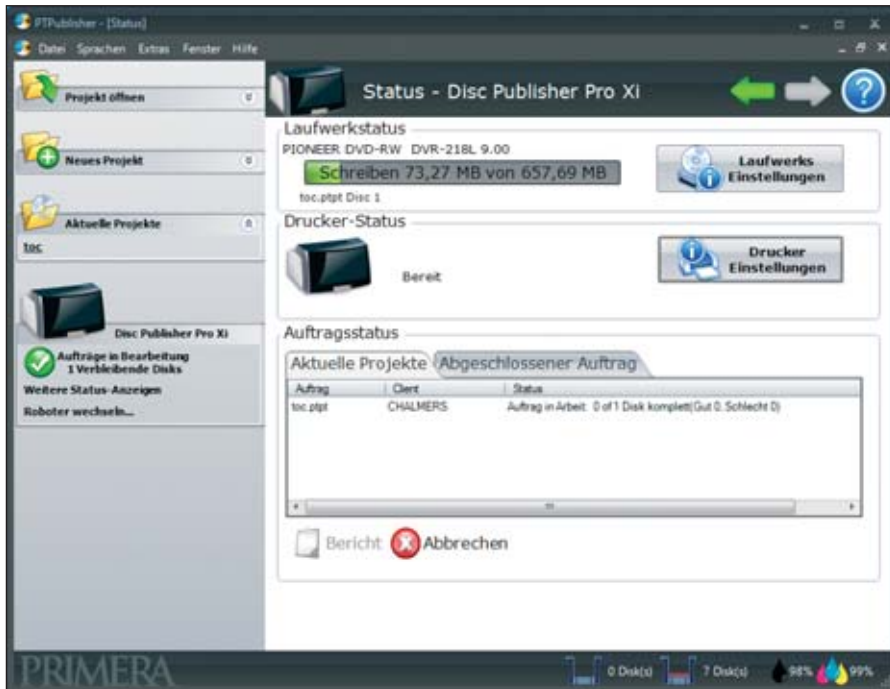 PTPublisher - [Status]
Datei Sprachen Extras Fenster Hilfe
Projekt öffnen
Neues Projekt
Aktuelle Projekte
toc
Disc Publisher Pro Xi
Aufträge in Bearbeitung
1 Verbleibende Disks
Weitere Status-Anzeigen
Roboter wechseln...
Status - Disc Publisher Pro Xi
Laufwerkstatus
PIONEER DVD-RW DVR-218L 9.00
Schreiben 73,27 MB von 657,69 MB
toc.ptpt Disc 1
Laufwerks
Einstellungen
Drucker-Status
Bereit
Drucker
Einstellungen
Auftragsstatus
Aktuelle Projekte Abgeschlossener Auftrag
Auftrag Client Status
toc.ptpt CHALMERS Auftrag in Arbeit: 0 of 1 Disk komplett(Gut 0. Schlecht 0)
Bericht Abbrechen
PRIMERA 0 Disk(s) 7 Disk(s) 98% 99%